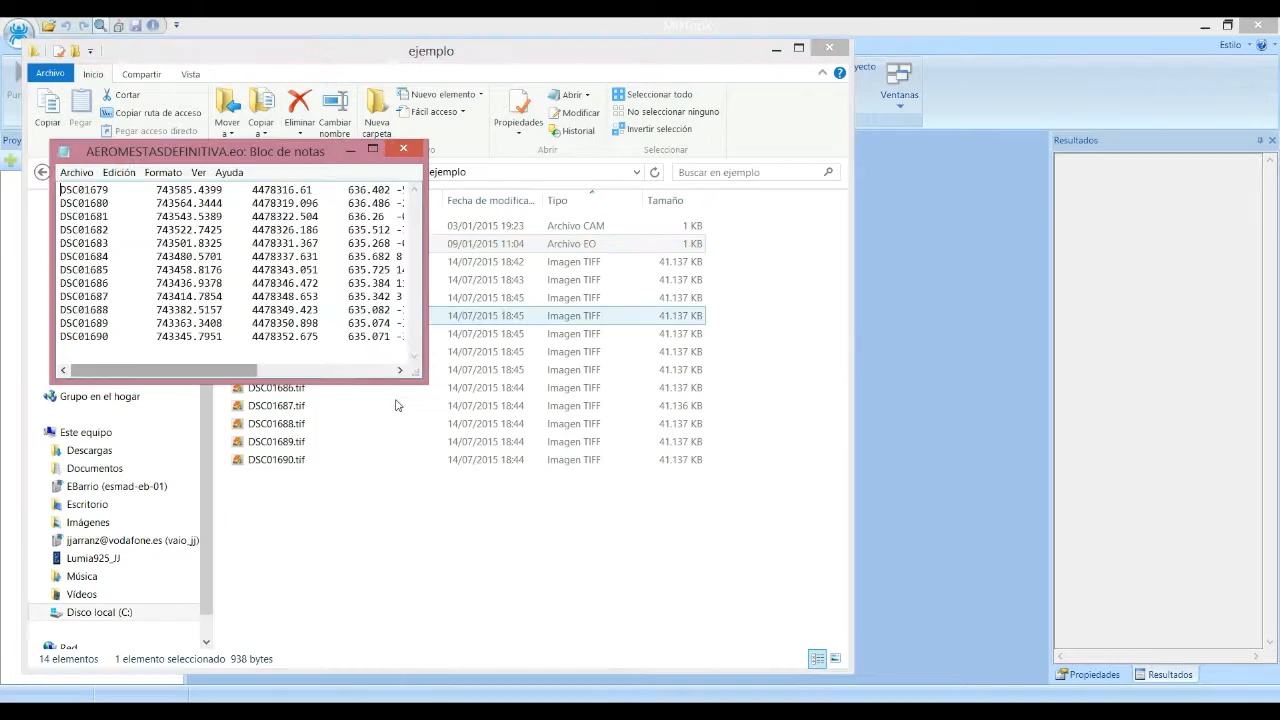 MDTopX
Estilo
ejemplo
Archivo Inicio Compartir Vista
Copiar
Pegar
Cortar
Copiar ruta de acceso
Pegar acceso directo
Mover a
Copiar a
Eliminar
Cambiar nombre
Nueva carpeta
Nuevo elemento
Fácil acceso
Propiedades
Abrir
Modificar
Historial
Abrir
Seleccionar todo
No seleccionar ninguno
Invertir selección
Seleccionar
Ventanas
Resultados
AEROMESTASDEFINITIVA.eo: Bloc de notas
Archivo Edición Formato Ver Ayuda
DSC01679 743585.4399 4478316.61 636.402
DSC01680 743564.3444 4478319.096 636.486
DSC01681 743543.5389 4478322.504 636.26
DSC01682 743522.7425 4478326.186 635.512
DSC01683 743501.8325 4478331.367 635.268
DSC01684 743480.5701 4478337.631 635.682 8
DSC01685 743458.8176 4478343.051 635.725
DSC01686 743436.9378 4478346.472 635.384
DSC01687 743414.7854 4478348.653 635.342 3
DSC01688 743382.5157 4478349.423 635.082
DSC01689 743363.3408 4478350.898 635.074
DSC01690 743345.7951 4478352.675 635.071
ejemplo
Buscar en ejemplo
Fecha de modifica... Tipo Tamaño
03/01/2015 19:23 Archivo CAM 1 KB
09/01/2015 11:04 Archivo EO 1 KB
14/07/2015 18:42 Imagen TIFF 41.137 KB
14/07/2015 18:43 Imagen TIFF 41.137 KB
14/07/2015 18:45 Imagen TIFF 41.137 KB
14/07/2015 18:45 Imagen TIFF 41.137 KB
14/07/2015 18:45 Imagen TIFF 41.137 KB
14/07/2015 18:45 Imagen TIFF 41.137 KB
14/07/2015 18:45 Imagen TIFF 41.137 KB
DSC01686.tif 14/07/2015 18:44 Imagen TIFF 41.137 KB
DSC01687.tif 14/07/2015 18:44 Imagen TIFF 41.136 KB
DSC01688.tif 14/07/2015 18:44 Imagen TIFF 41.137 KB
DSC01689.tif 14/07/2015 18:44 Imagen TIFF 41.137 KB
DSC01690.tif 14/07/2015 18:44 Imagen TIFF 41.137 KB
Grupo en el hogar
Este equipo
Descargas
Documentos
EBarrio (esmad-eb-01)
Escritorio
Imágenes
jjarranz@vodafone.es (vaio_jj)
Lumia925_JJ
Música
Vídeos
Disco local (C:)
Red
14 elementos 1 elemento seleccionado 938 bytes
Propiedades Resultados